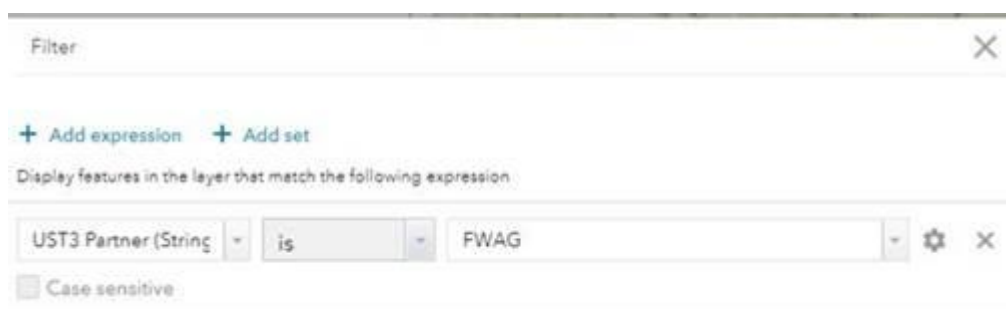 Filter
+ Add expression + Add set
Display features in the layer that match the following expression
UST3 Partner (String is FWAG
Case sensitive